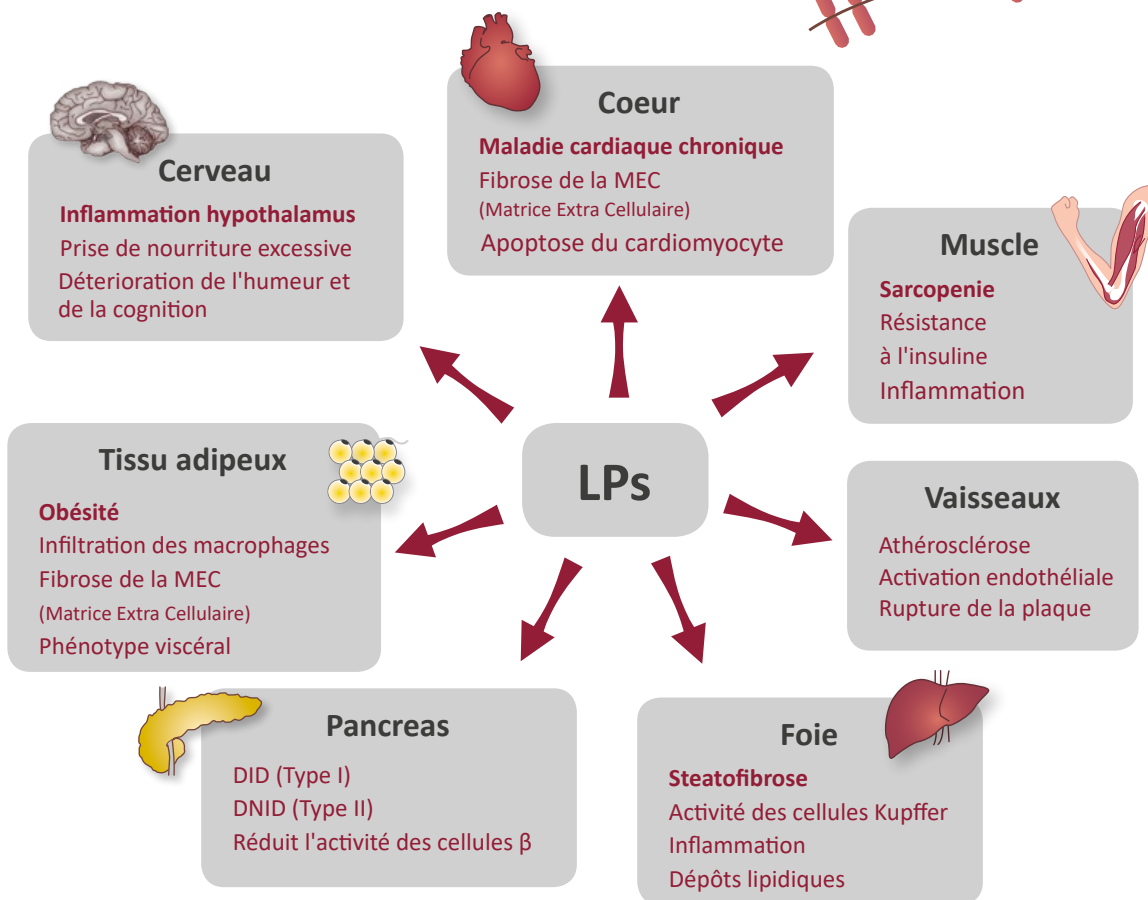 Coeur
Maladie cardiaque chronique
Fibrose de la MEC
(Matrice Extra Cellulaire)
Apoptose du cardiomyocyte
Cerveau
Inflammation hypothalamus
Prise de nourriture excessive
Déterioration de l'humeur et
de la cognition
Muscle
Sarcopenie
Résistance
à l'insuline
Inflammation
LPs
Tissu adipeux
Obésité
Infiltration des macrophages
Fibrose de la MEC
(Matrice Extra Cellulaire)
Phénotype viscéral
Vaisseaux
Athérosclérose
Activation endothéliale
Rupture de la plaque
Pancreas
DID (Type I)
DNID (Type II)
Réduit l'activité des cellules β
Foie
Steatofibrose
Activité des cellules Kupffer
Inflammation
Dépôts lipidiques